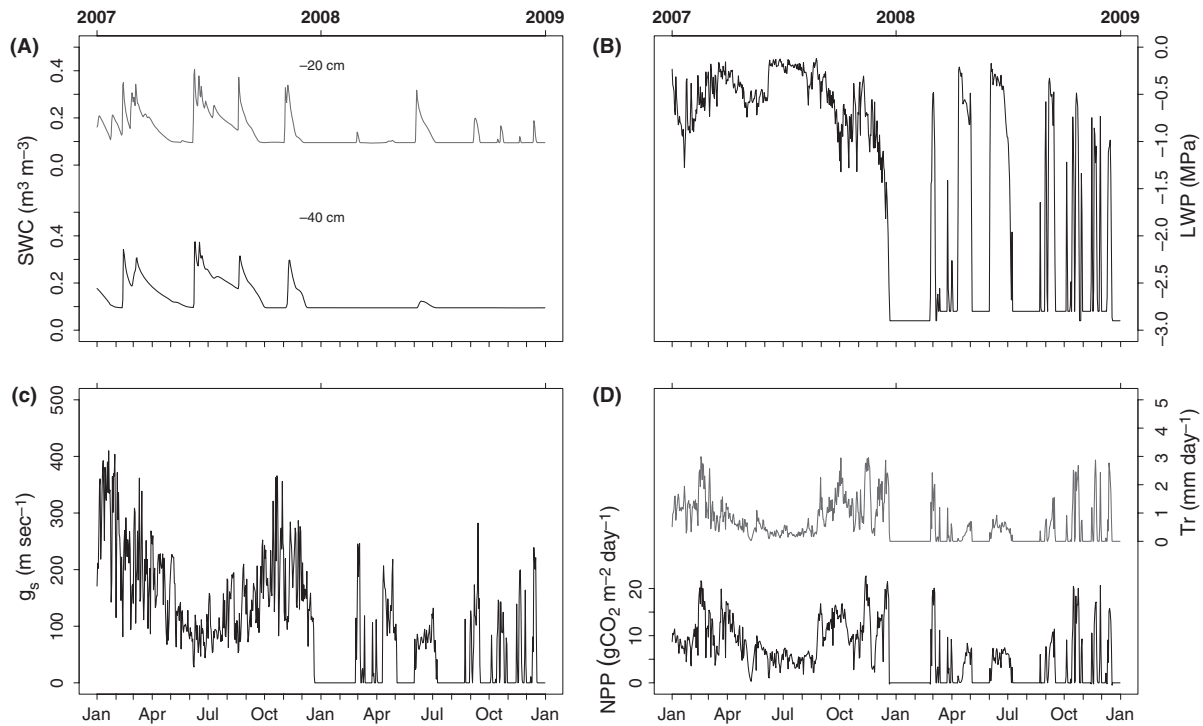 2007 2008 2009
2007 2008 2009
(A)
−20 cm
−40 cm
SWC (m³ m−³)
0.4
0.2
0.0
0.4
0.2
0.0
(B)
0.0
−0.5
−1.0
−1.5
−2.0
−2.5
−3.0
LWP (MPa)
(c)
500
400
300
200
100
0
gₛ (m sec−¹)
Jan Apr Jul Oct Jan Apr Jul Oct Jan
(D)
5
4
3
2
1
0
Tr (mm day−¹)
20
10
0
NPP (gCO₂ m−² day−¹)
Jan Apr Jul Oct Jan Apr Jul Oct Jan